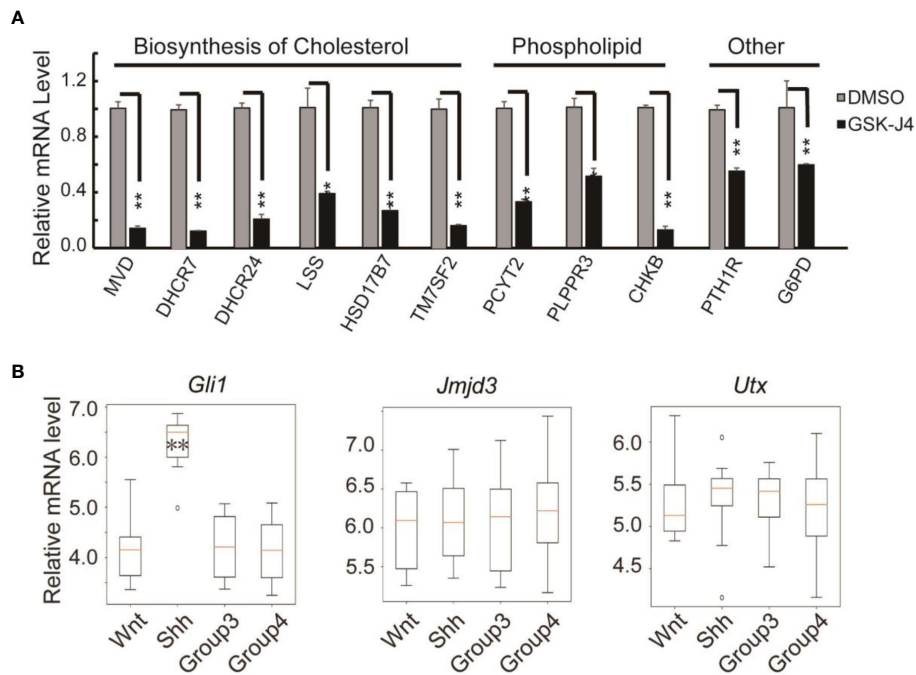 A
Biosynthesis of Cholesterol Phospholipid Other
Relative mRNA Level
1.2
0.8
0.4
0.0
DMSO
GSK-J4
** ** ** * ** ** ** * ** ** **
MVD DHCR7 DHCR24 LSS HSD17B7 TM7SF2 PCYT2 PLPPR3 CHKB PTH1R G6PD
B
Gli1 Jmjd3 Utx
Relative mRNA level
7.0
6.0
5.0
4.0
**
Wnt Shh Group3 Group4
7.0
6.5
6.0
5.5
Wnt Shh Group3 Group4
6.0
5.5
5.0
4.5
Wnt Shh Group3 Group4